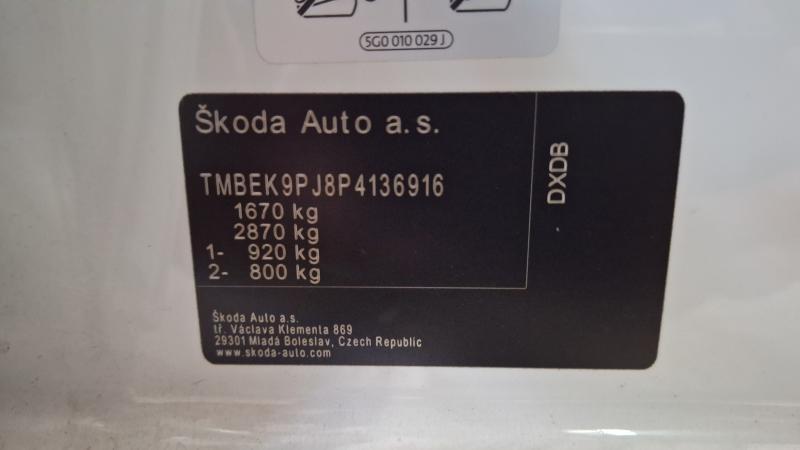 5G0 010 029 J
Škoda Auto a.s.
DXDB
TMBEK9PJ8P4136916
1670 kg
2870 kg
1- 920 kg
2- 800 kg
Škoda Auto a.s.
tř. Václava Klementa 869
29301 Mladá Boleslav, Czech Republic
www.skoda-auto.com